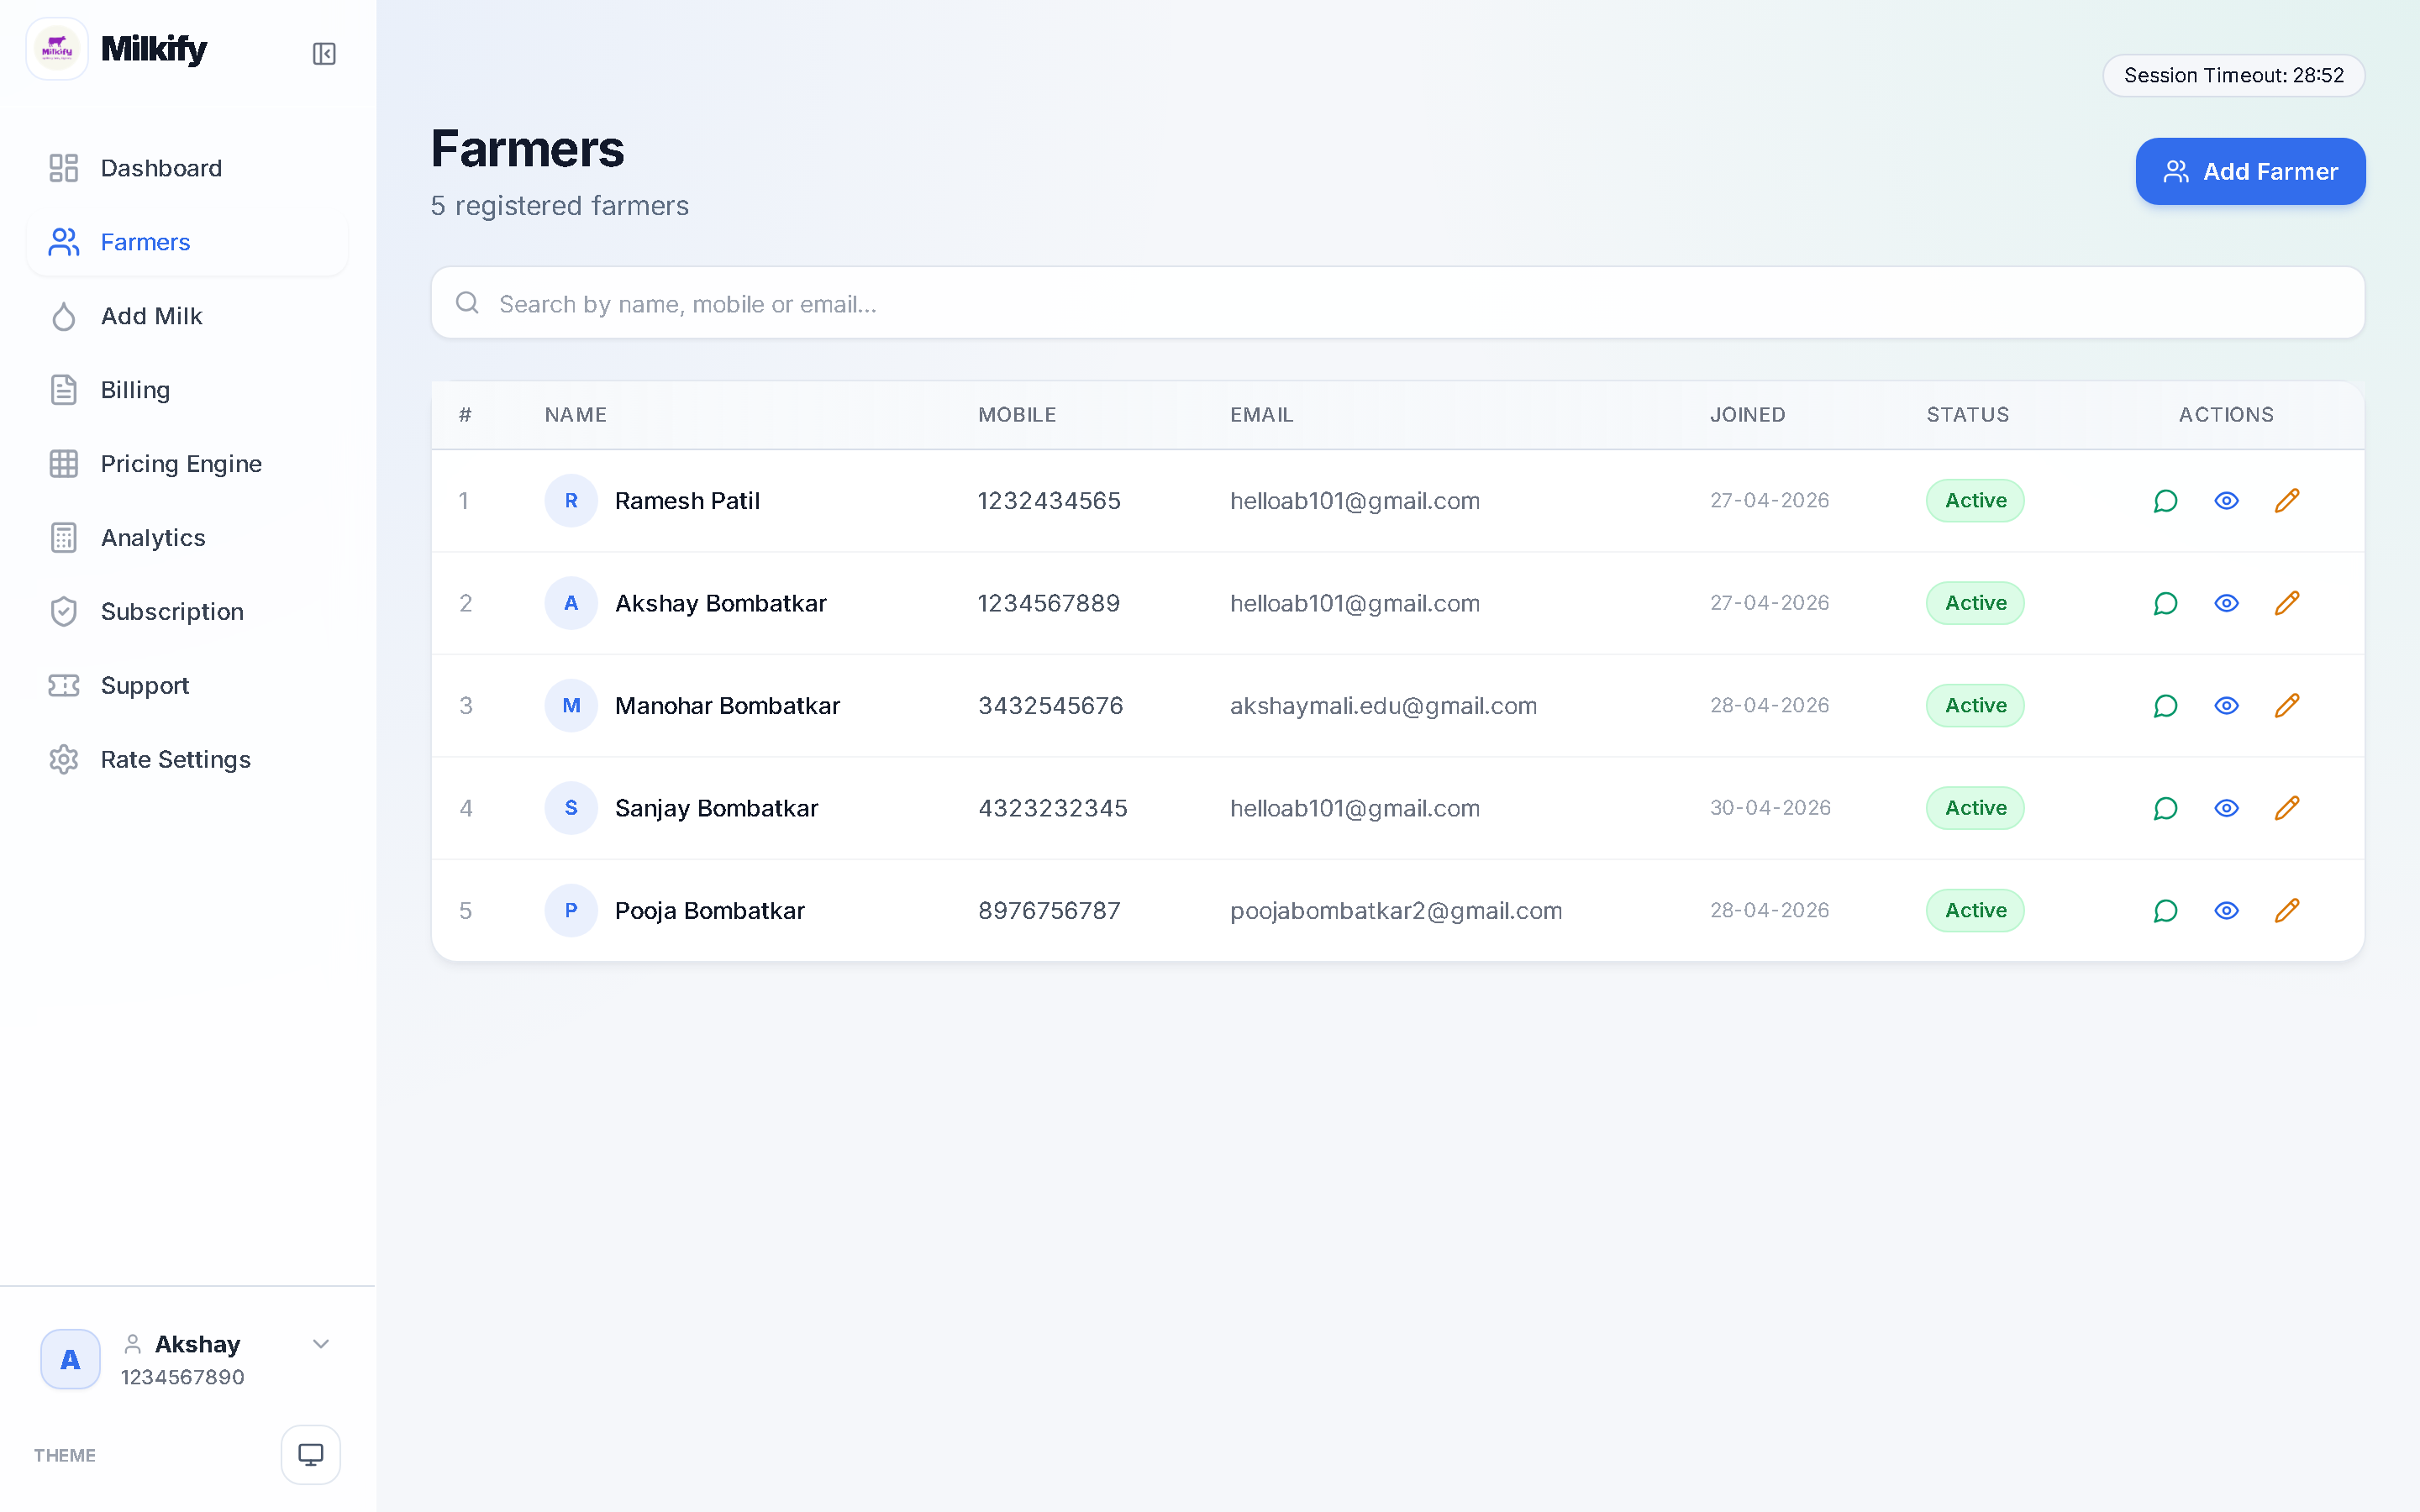 Milkify
Milkify
Dashboard
Farmers
Add Milk
Billing
Pricing Engine
Analytics
Subscription
Support
Rate Settings
A
Akshay
1234567890
THEME
Session Timeout: 28:52
Farmers
5 registered farmers
Add Farmer
Search by name, mobile or email...
# NAME MOBILE EMAIL JOINED STATUS ACTIONS
1 R Ramesh Patil 1232434565 helloab101@gmail.com 27-04-2026 Active
2 A Akshay Bombatkar 1234567889 helloab101@gmail.com 27-04-2026 Active
3 M Manohar Bombatkar 3432545676 akshaymali.edu@gmail.com 28-04-2026 Active
4 S Sanjay Bombatkar 4323232345 helloab101@gmail.com 30-04-2026 Active
5 P Pooja Bombatkar 8976756787 poojabombatkar2@gmail.com 28-04-2026 Active